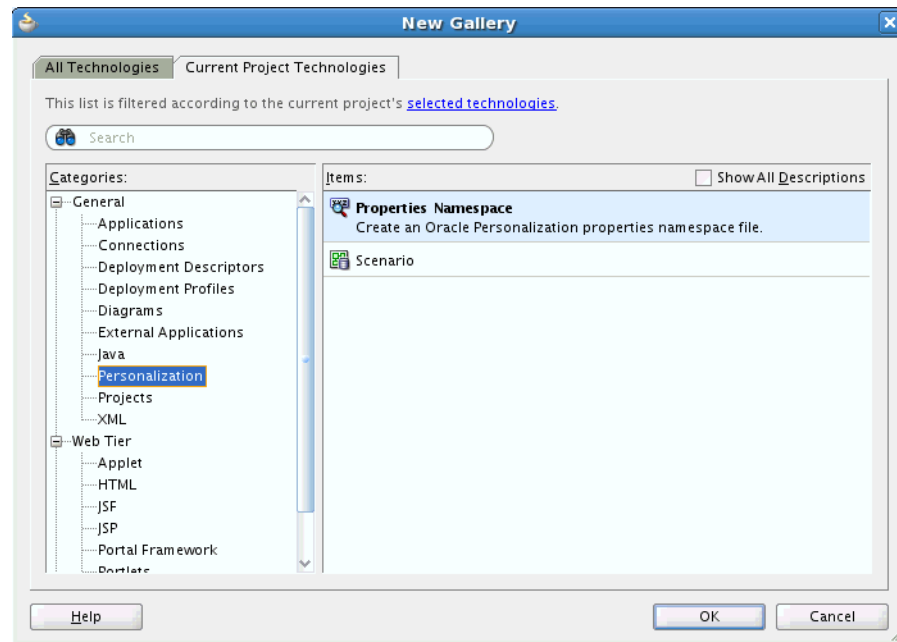 New Gallery
All Technologies
Current Project Technologies
This list is filtered according to the current project's selected technologies.
Search
Categories:
General
Applications
Connections
Deployment Descriptors
Deployment Profiles
Diagrams
External Applications
Java
Personalization
Projects
XML
Web Tier
Applet
HTML
JSF
JSP
Portal Framework
Portlets
Items:
Show All Descriptions
Properties Namespace
Create an Oracle Personalization properties namespace file.
Scenario
Help
OK
Cancel